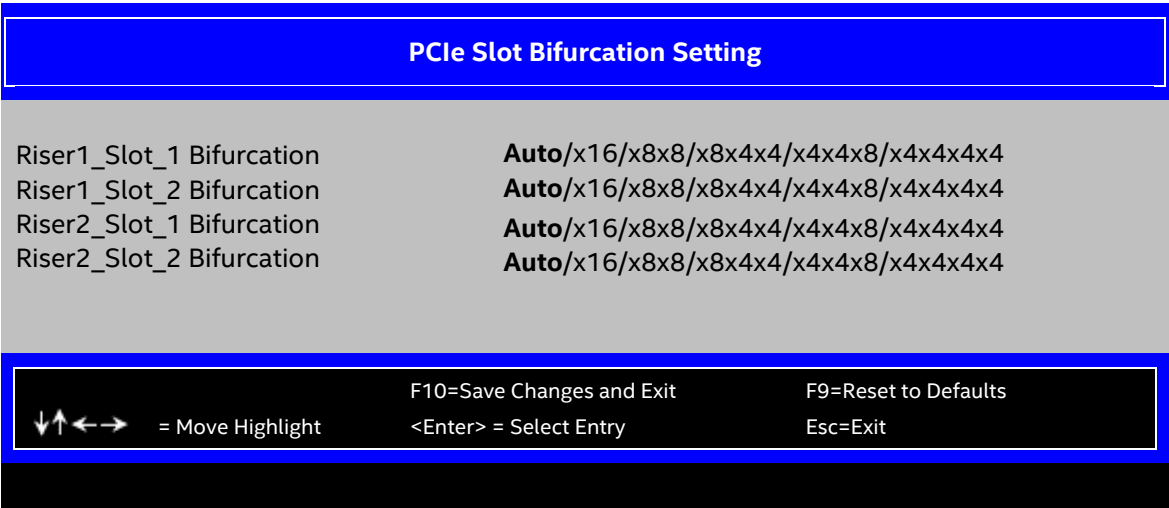 PCIe Slot Bifurcation Setting
Riser1_Slot_1 Bifurcation Auto/x16/x8x8/x8x4x4/x4x4x8/x4x4x4x4
Riser1_Slot_2 Bifurcation Auto/x16/x8x8/x8x4x4/x4x4x8/x4x4x4x4
Riser2_Slot_1 Bifurcation Auto/x16/x8x8/x8x4x4/x4x4x8/x4x4x4x4
Riser2_Slot_2 Bifurcation Auto/x16/x8x8/x8x4x4/x4x4x8/x4x4x4x4
F10=Save Changes and Exit F9=Reset to Defaults
↓↑←→ = Move Highlight <Enter> = Select Entry Esc=Exit